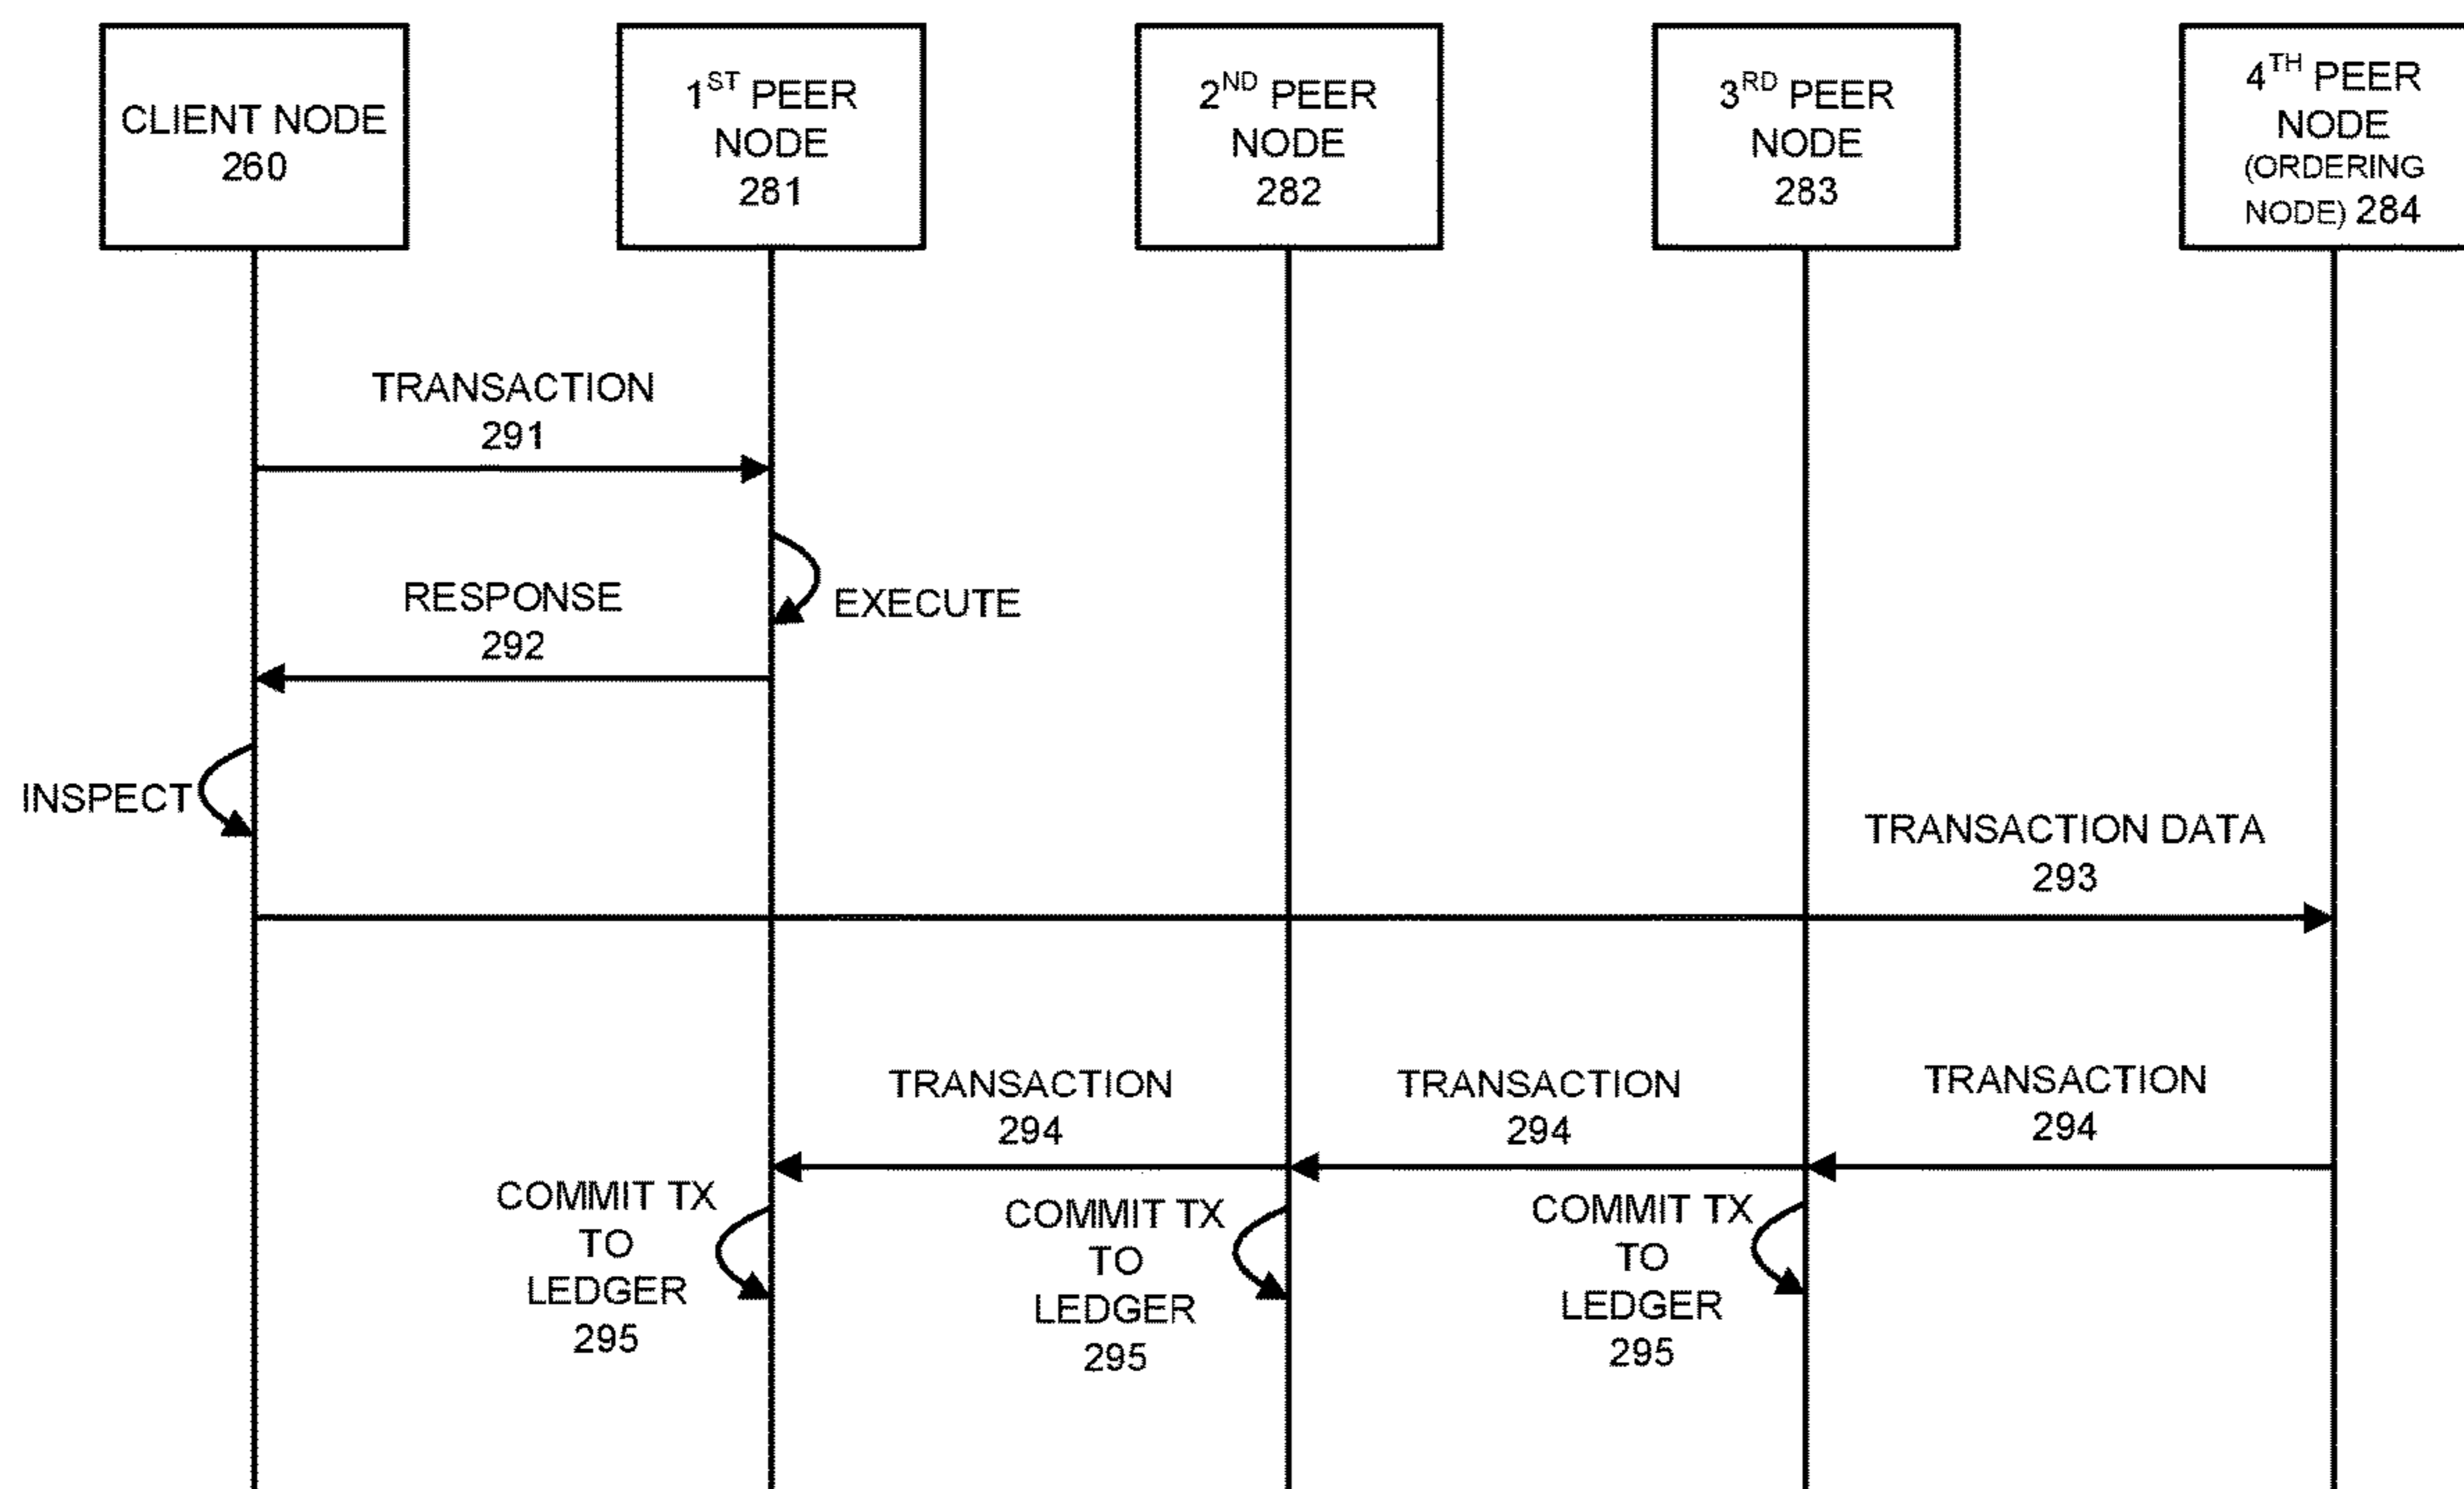 CLIENT NODE
260
1ST PEER
NODE
281
2ND PEER
NODE
282
3RD PEER
NODE
283
4TH PEER
NODE
(ORDERING
NODE) 284
TRANSACTION
291
EXECUTE
RESPONSE
292
INSPECT
TRANSACTION DATA
293
TRANSACTION
294
TRANSACTION
294
TRANSACTION
294
COMMIT TX
TO
LEDGER
295
COMMIT TX
TO
LEDGER
295
COMMIT TX
TO
LEDGER
295